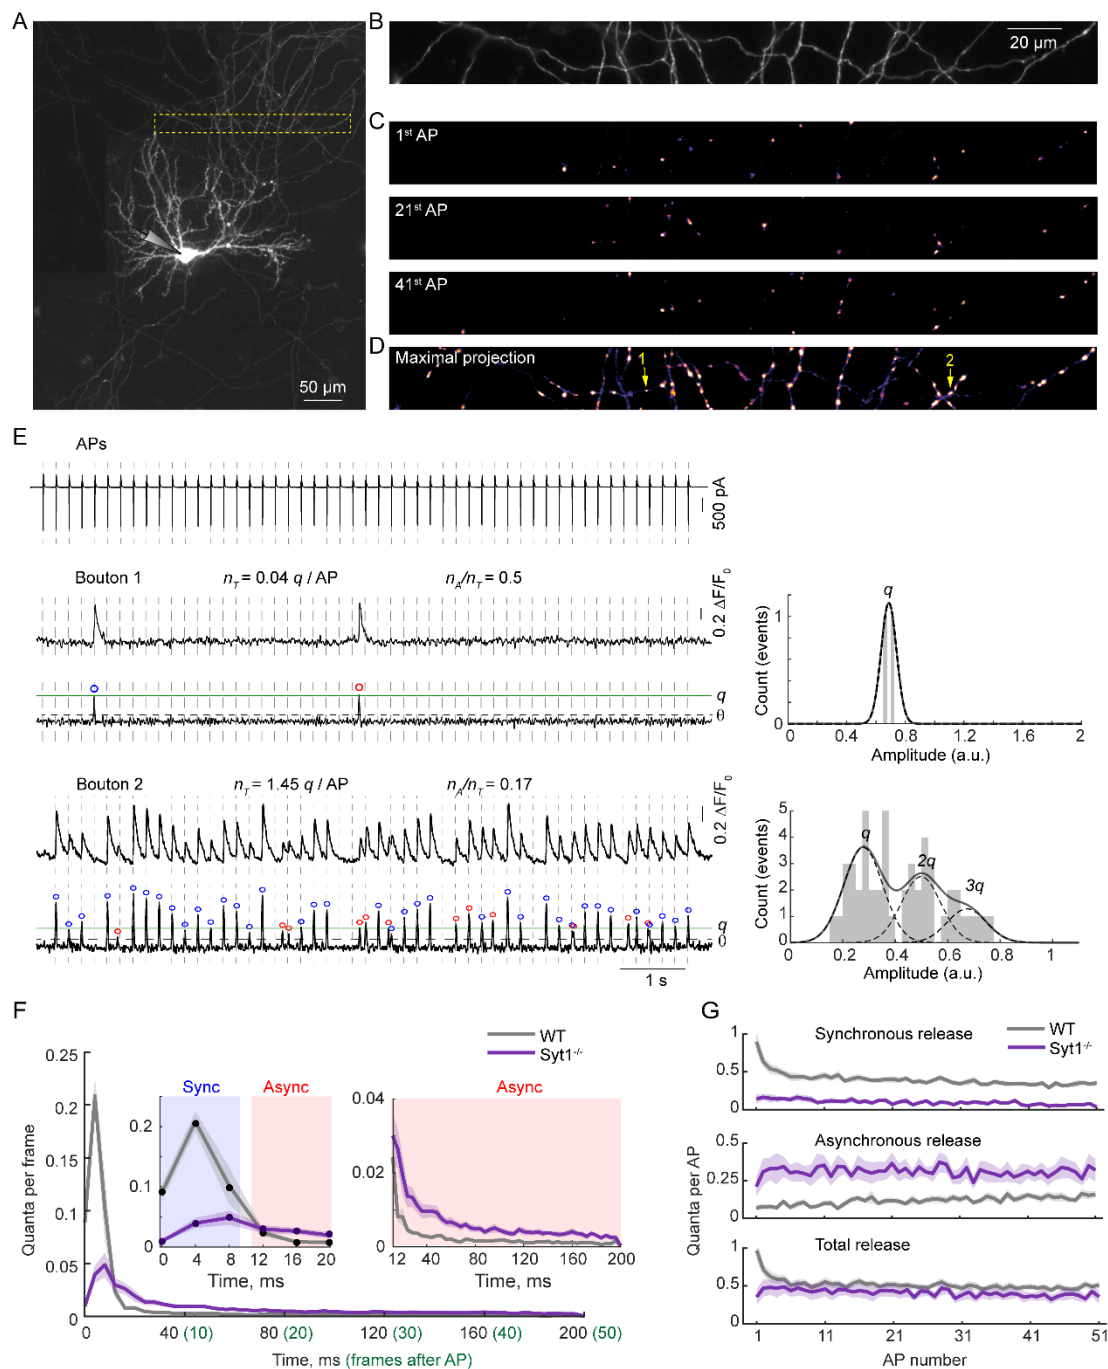 A
50 µm
B
20 µm
C
1st AP
21st AP
41st AP
D
Maximal projection
1
2
E
APs
500 pA
Bouton 1
nT = 0.04 q / AP
nA/nT = 0.5
0.2 ΔF/F0
q
θ
q
Count (events)
1
0
0
0.4
0.8
1.2
1.6
2
Amplitude (a.u.)
Bouton 2
nT = 1.45 q / AP
nA/nT = 0.17
0.2 ΔF/F0
q
θ
1 s
q
2q
3q
Count (events)
5
4
3
2
1
0
0
0.2
0.4
0.6
0.8
1
Amplitude (a.u.)
F
WT
Syt1-/-
Quanta per frame
0.25
0.2
0.15
0.1
0.05
0
0
40 (10)
80 (20)
120 (30)
160 (40)
200 (50)
Time, ms (frames after AP)
Sync
Async
0.2
0.1
0
0
4
8
12
16
20
Time, ms
Async
0.04
0.02
0
12
40
80
120
160
200
Time, ms
G
Synchronous release
WT
Syt1-/-
1
0.5
0
Asynchronous release
0.5
0.25
0
Quanta per AP
Total release
1
0.5
0
1
11
21
31
41
51
AP number